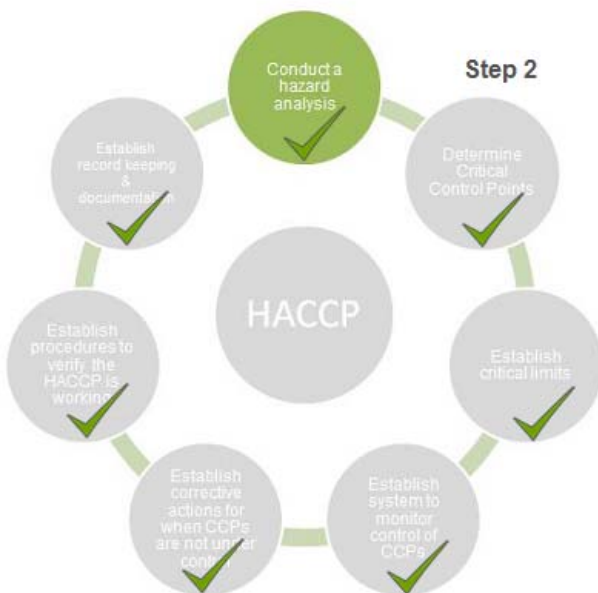 Conduct a
hazard
analysis
Step 2
Determine
Critical
Control Points
Establish
critical limits
Establish
system to
monitor
control of
CCPs
Establish
corrective
actions for
when CCPs
are not under
control
Establish
procedures to
verify the
HACCP is
working
Establish
record keeping
&
documentation
HACCP